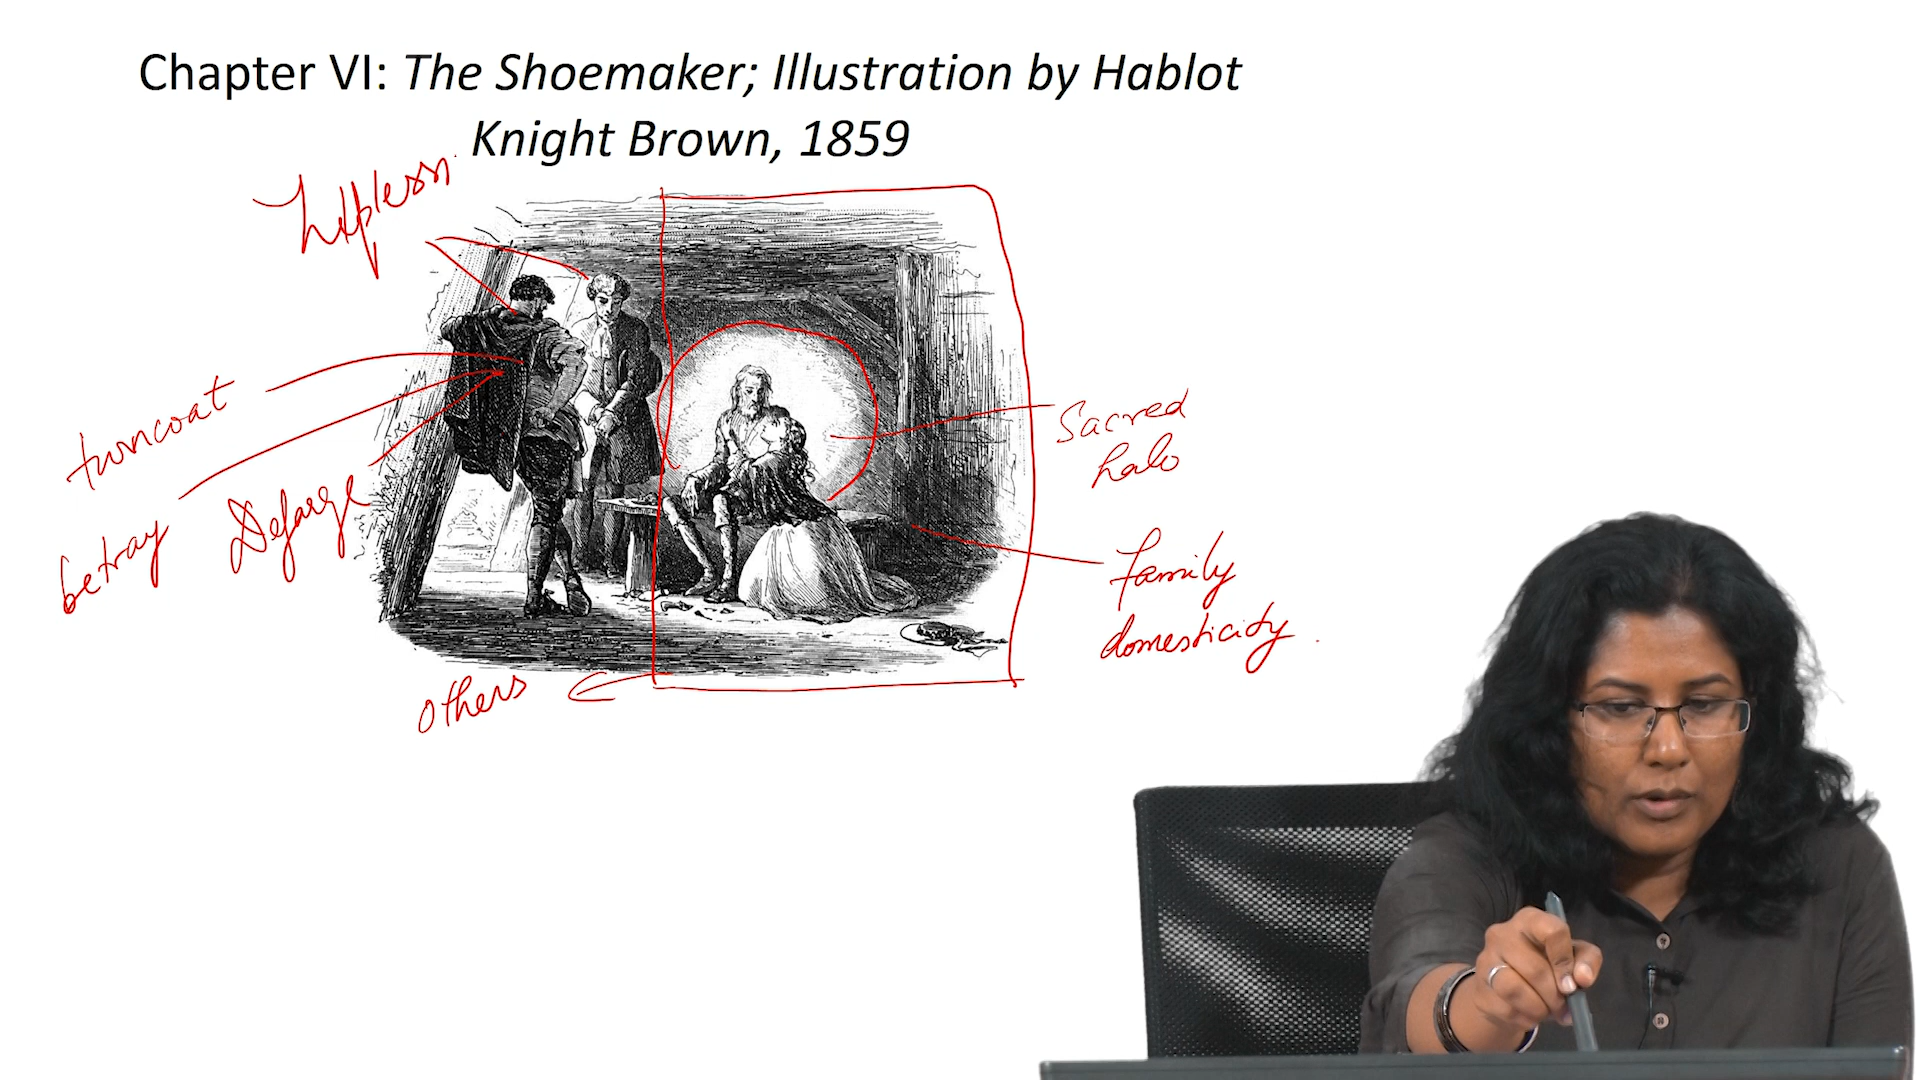 Chapter VI: The Shoemaker; Illustration by Hablot
Knight Brown, 1859
helpless
turncoat
betray
Defarge
Sacred
halo
Family
domesticity.
others